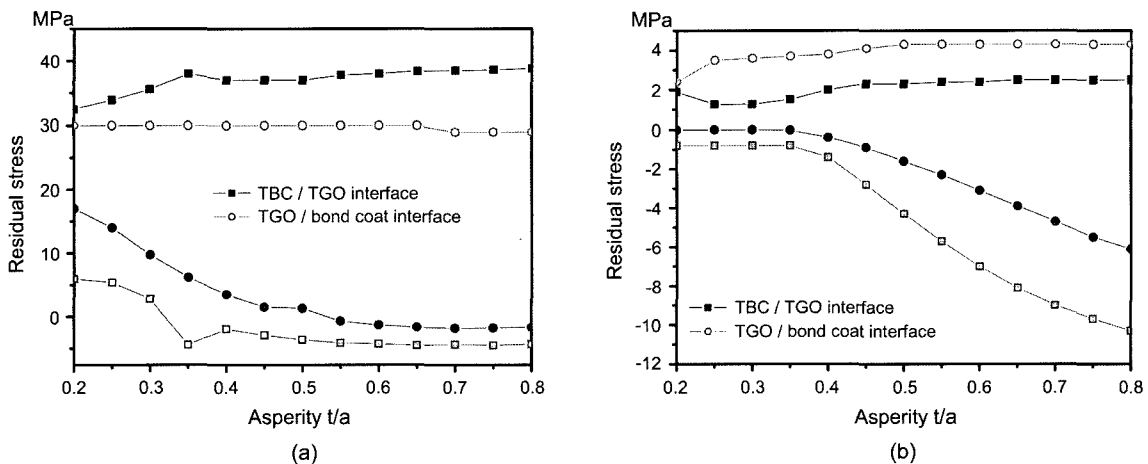 MPa
40
30
20
10
0
Residual stress
TBC / TGO interface
TGO / bond coat interface
0.2 0.3 0.4 0.5 0.6 0.7 0.8
Asperity t/a
(a)
MPa
4
2
0
-2
-4
-6
-8
-10
-12
Residual stress
TBC / TGO interface
TGO / bond coat interface
0.2 0.3 0.4 0.5 0.6 0.7 0.8
Asperity t/a
(b)